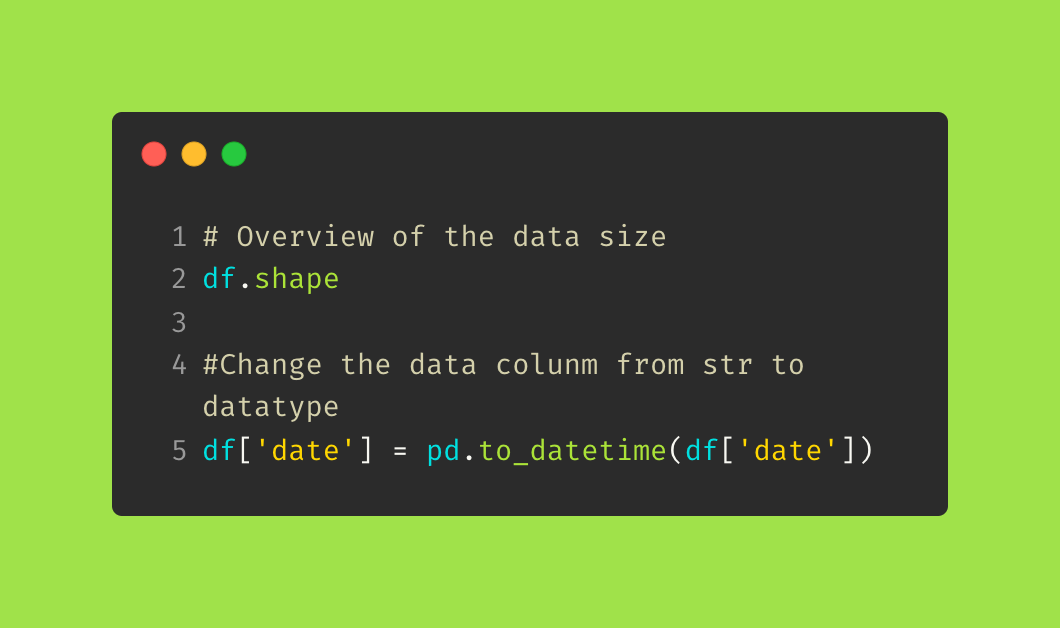 1 # Overview of the data size
2 df.shape
3
4 #Change the data colunm from str to
datatype
5 df['date'] = pd.to_datetime(df['date'])